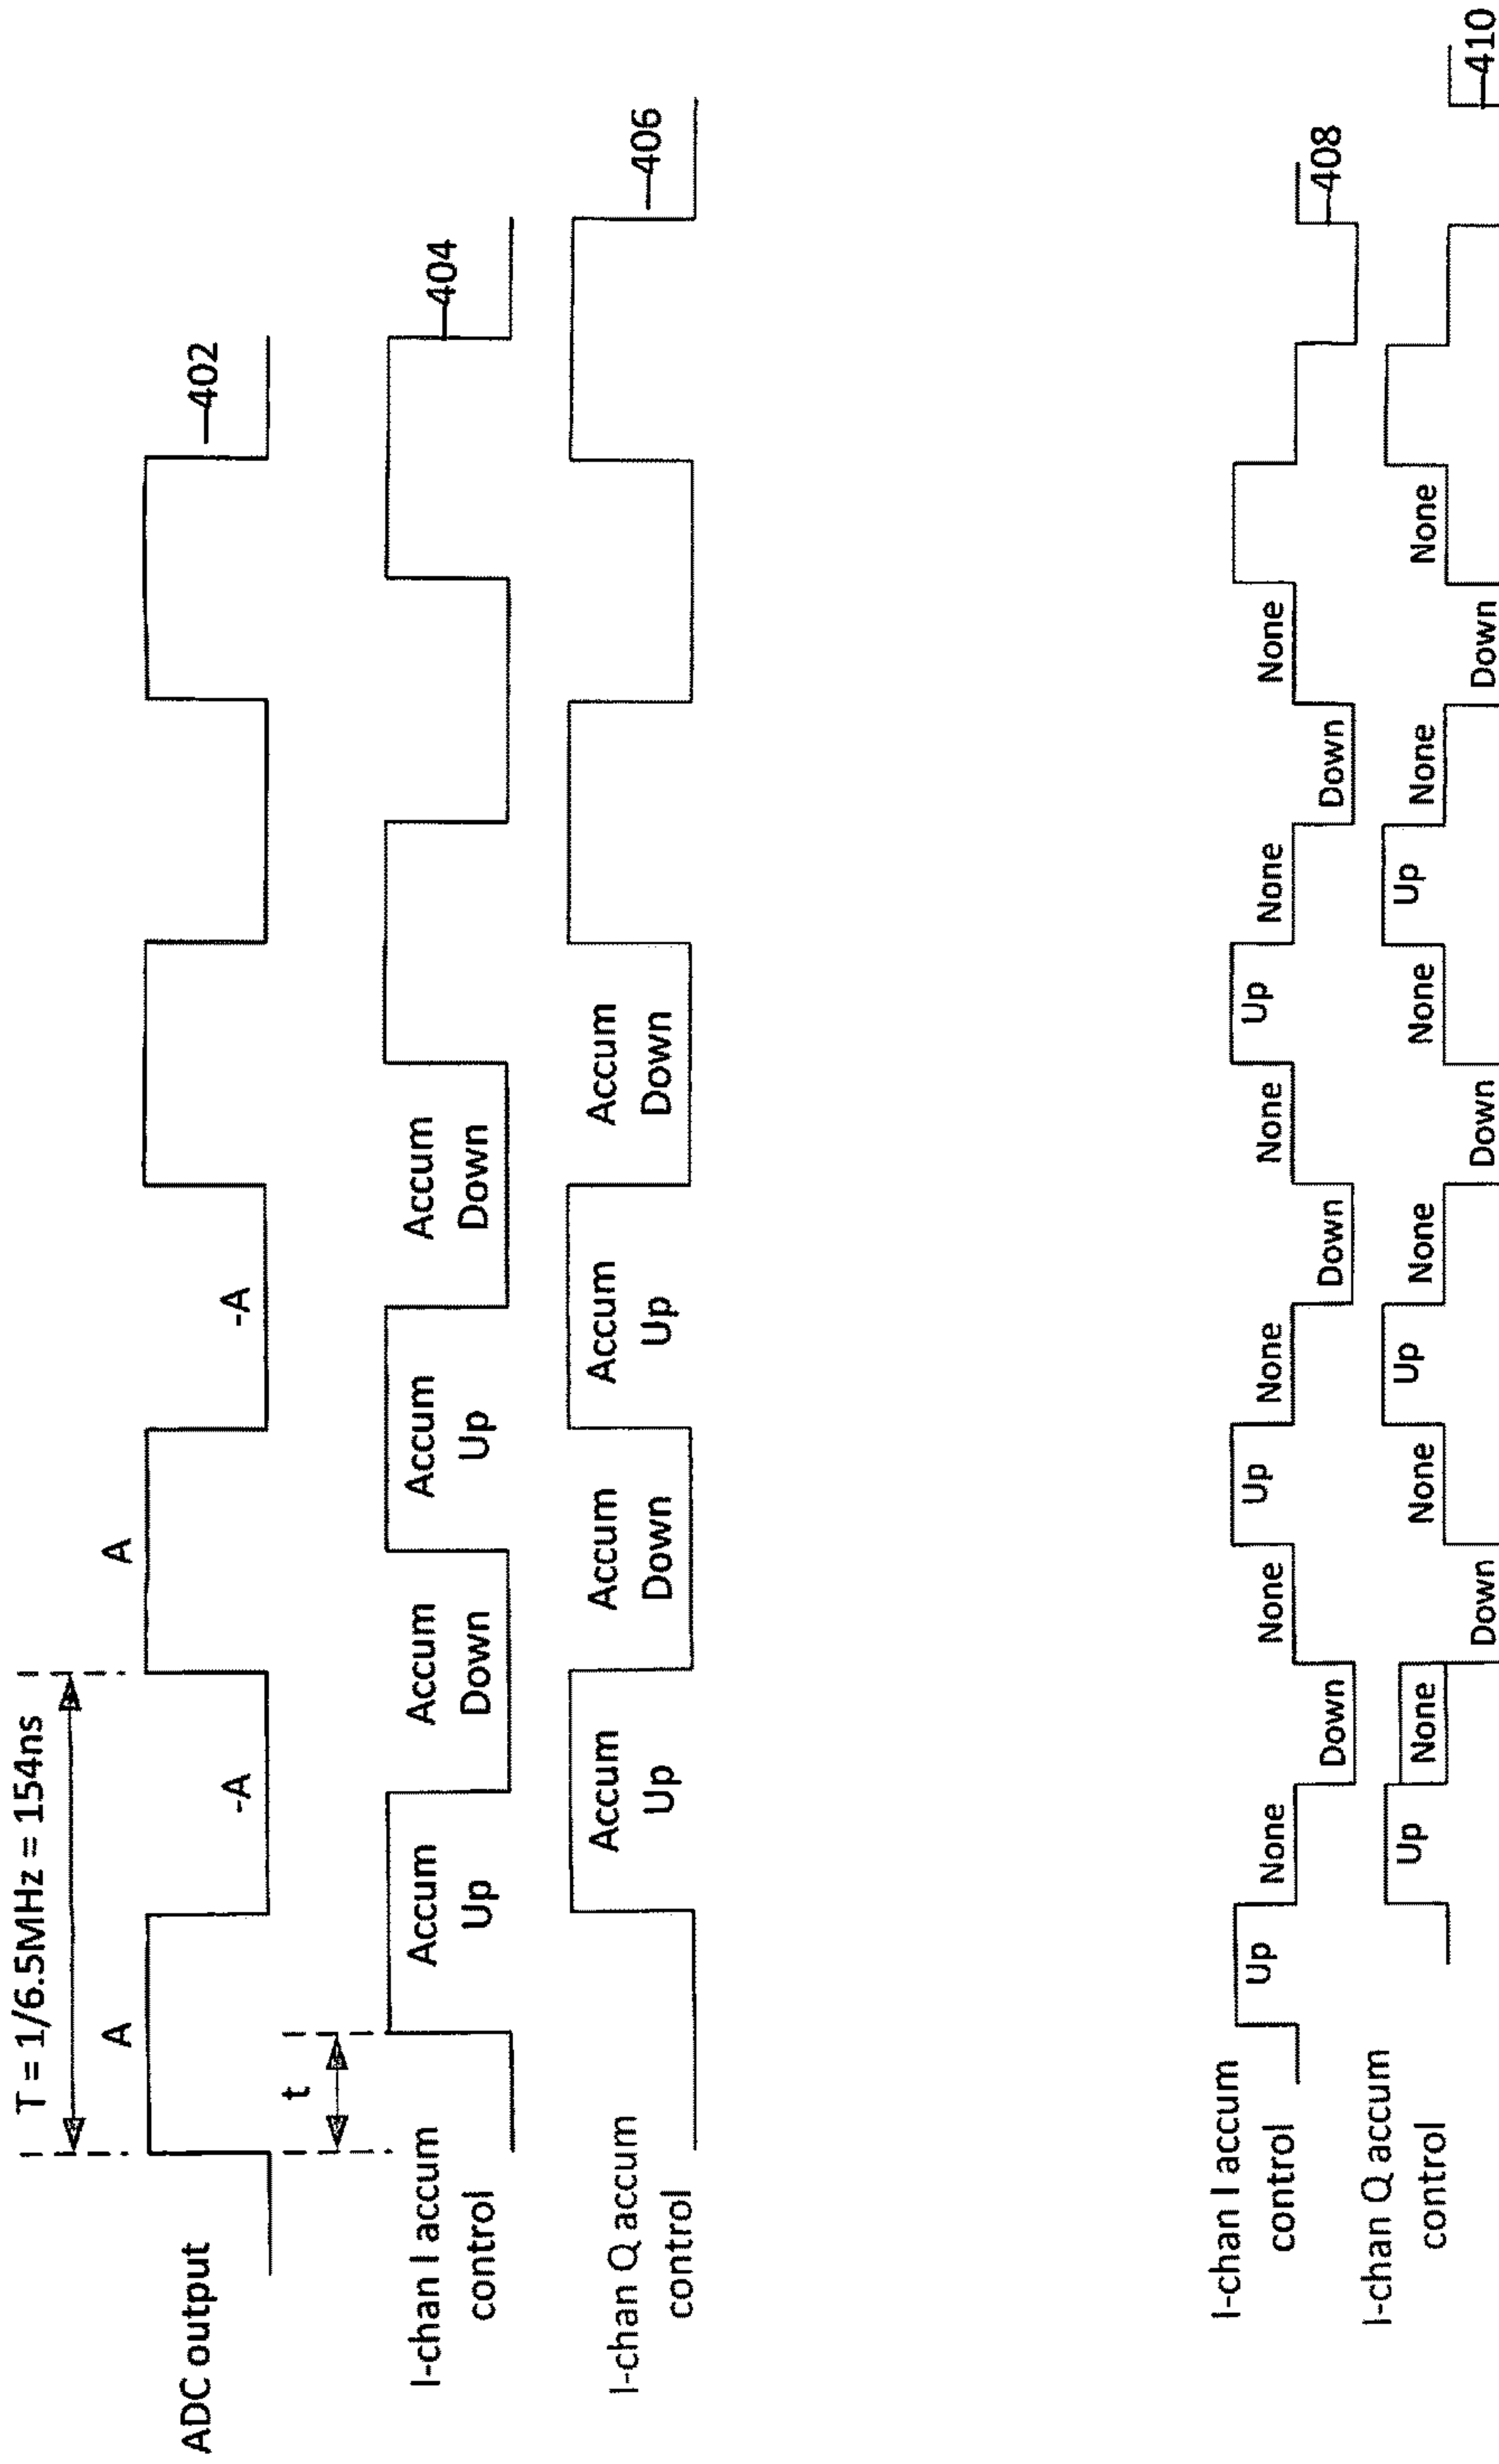 T = 1/6.5MHz = 154ns
ADC output
A
-A
A
-A
402
t
I-chan I accum
control
Accum
Up
Accum
Down
Accum
Up
Accum
Down
404
I-chan Q accum
control
Accum
Up
Accum
Down
Accum
Up
Accum
Down
406
I-chan I accum
control
Up
None
Down
None
Up
None
Down
None
Up
None
Down
None
408
I-chan Q accum
control
Up
None
Down
None
Up
None
Down
None
Up
None
Down
None
410